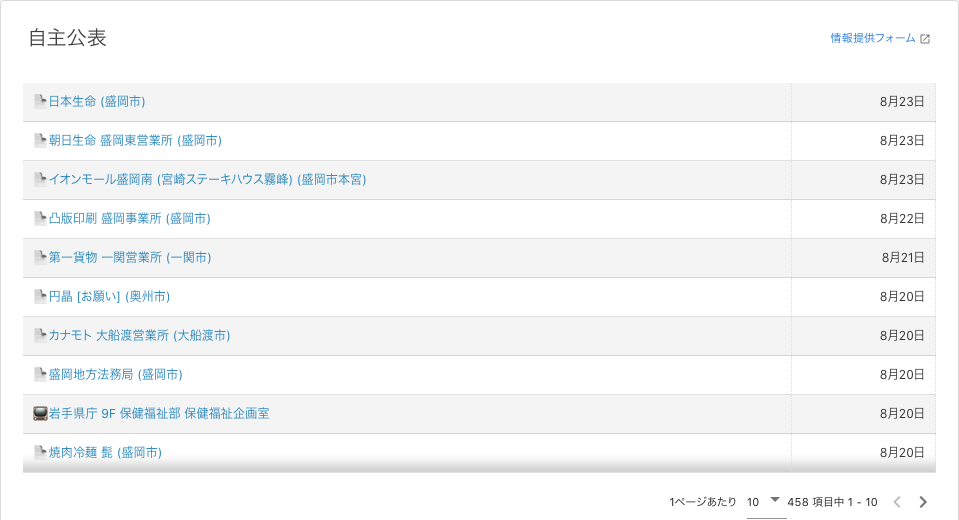 自主公表
情報提供フォーム
日本生命 (盛岡市) 8月23日
朝日生命 盛岡東営業所 (盛岡市) 8月23日
イオンモール盛岡南 (宮崎ステーキハウス霧峰) (盛岡市本宮) 8月23日
凸版印刷 盛岡事業所 (盛岡市) 8月22日
第一貨物 一関営業所 (一関市) 8月21日
円晶 [お願い] (奥州市) 8月20日
カナモト 大船渡営業所 (大船渡市) 8月20日
盛岡地方法務局 (盛岡市) 8月20日
岩手県庁 9F 保健福祉部 保健福祉企画室 8月20日
焼肉冷麺 髭 (盛岡市) 8月20日
1ページあたり 10 458 項目中 1 - 10